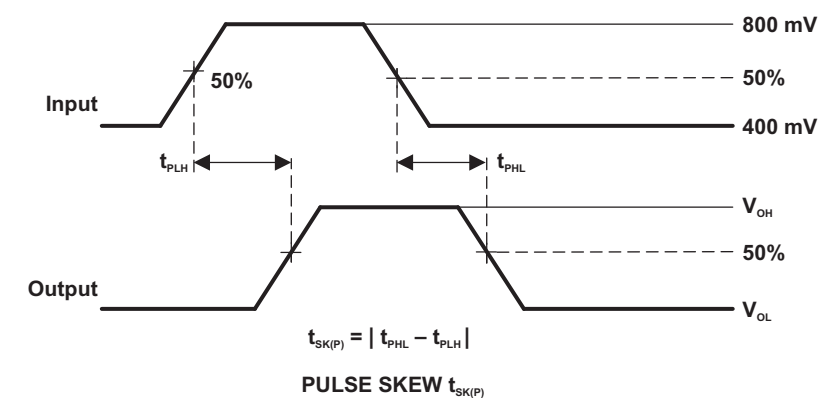 800 mV
50%
50%
Input
400 mV
tPLH
tPHL
VOH
50%
Output
VOL
tSK(P) = | tPHL – tPLH |
PULSE SKEW tSK(P)